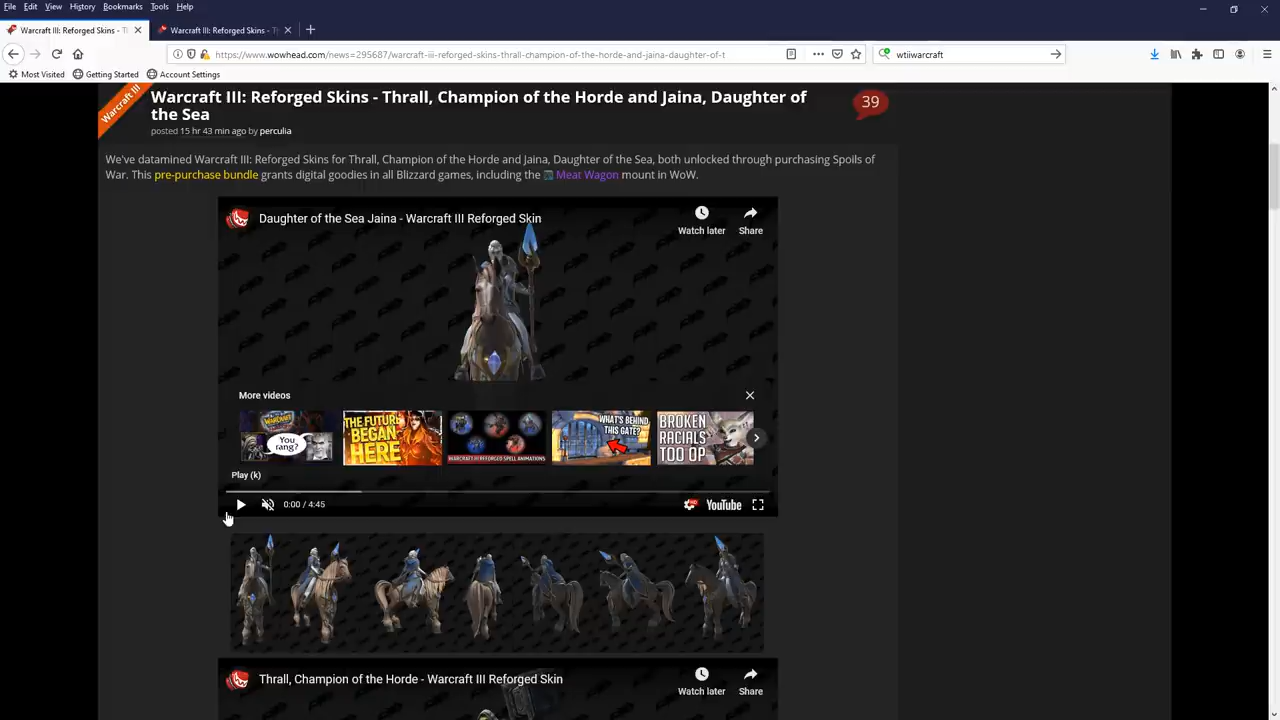 File Edit View History Bookmarks Tools Help
Warcraft III: Reforged Skins - T
Warcraft III: Reforged Skins - T
https://www.wowhead.com/news=295687/warcraft-iii-reforged-skins-thrall-champion-of-the-horde-and-jaina-daughter-of-t
wtiiwarcraft
Most Visited Getting Started Account Settings
Warcraft III
Warcraft III: Reforged Skins - Thrall, Champion of the Horde and Jaina, Daughter of
the Sea
39
posted 15 hr 43 min ago by perculia
We've datamined Warcraft III: Reforged Skins for Thrall, Champion of the Horde and Jaina, Daughter of the Sea, both unlocked through purchasing Spoils of
War. This pre-purchase bundle grants digital goodies in all Blizzard games, including the Meat Wagon mount in WoW.
Daughter of the Sea Jaina - Warcraft III Reforged Skin
Watch later Share
More videos
You rang?
THE FUTURE BEGAN HERE
WARCRAFT III REFORGED SPELL ANIMATIONS
WHAT'S BEHIND THIS GATE?
BROKEN RACIALS TOO OP
Play (k)
0:00 / 4:45
HD
YouTube
Thrall, Champion of the Horde - Warcraft III Reforged Skin
Watch later Share